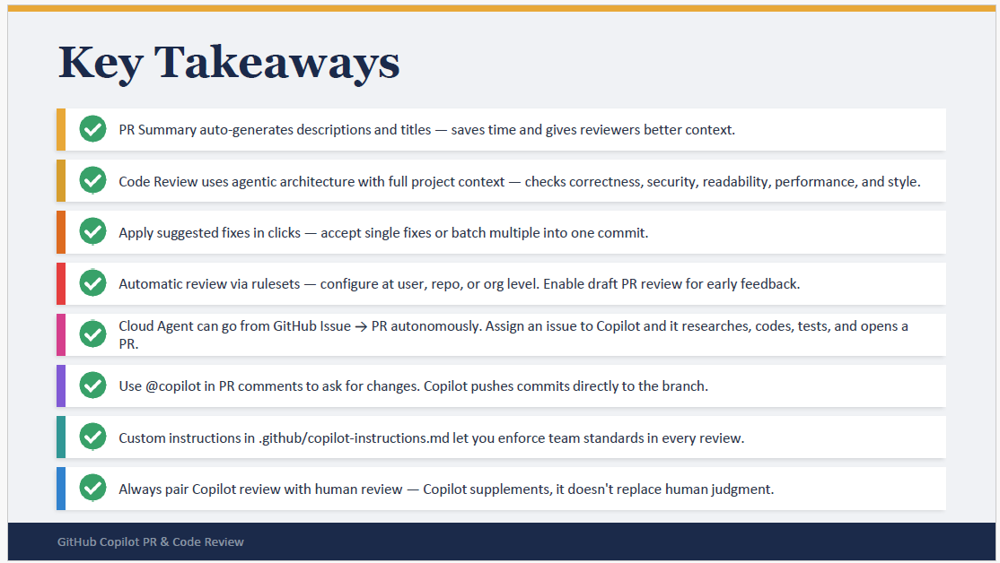 Key Takeaways
PR Summary auto-generates descriptions and titles — saves time and gives reviewers better context.
Code Review uses agentic architecture with full project context — checks correctness, security, readability, performance, and style.
Apply suggested fixes in clicks — accept single fixes or batch multiple into one commit.
Automatic review via rulesets — configure at user, repo, or org level. Enable draft PR review for early feedback.
Cloud Agent can go from GitHub Issue → PR autonomously. Assign an issue to Copilot and it researches, codes, tests, and opens a
PR.
Use @copilot in PR comments to ask for changes. Copilot pushes commits directly to the branch.
Custom instructions in .github/copilot-instructions.md let you enforce team standards in every review.
Always pair Copilot review with human review — Copilot supplements, it doesn't replace human judgment.
GitHub Copilot PR & Code Review